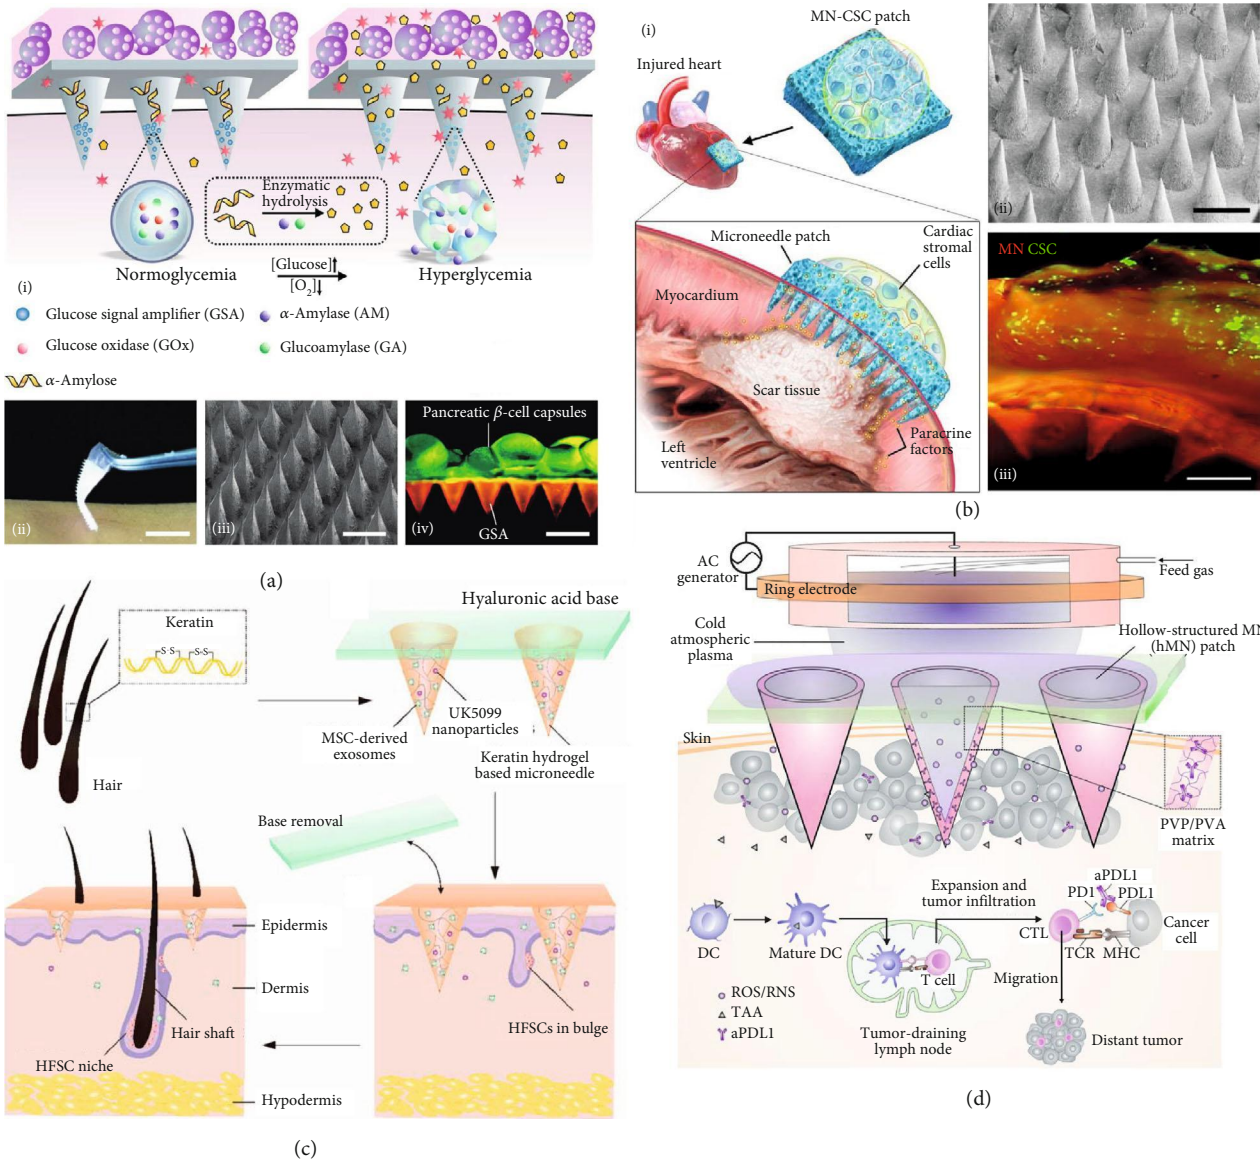 Enzymatic
hydrolysis
Normoglycemia
[Glucose]↑
[O2]↓
Hyperglycemia
(i)
Glucose signal amplifier (GSA)
α-Amylase (AM)
Glucose oxidase (GOx)
Glucoamylase (GA)
α-Amylose
(ii)
(iii)
Pancreatic β-cell capsules
GSA
(iv)
(a)
(i)
MN-CSC patch
Injured heart
Microneedle patch
Cardiac
stromal
cells
Myocardium
Scar tissue
Left
ventricle
Paracrine
factors
(ii)
MN CSC
(iii)
(b)
Keratin
S-S
S-S
Hair
Hyaluronic acid base
UK5099
nanoparticles
MSC-derived
exosomes
Keratin hydrogel
based microneedle
Base removal
Epidermis
Dermis
Hair shaft
HFSC niche
HFSCs in bulge
Hypodermis
(c)
AC
generator
Ring electrode
Feed gas
Cold
atmospheric
plasma
Hollow-structured MN
(hMN) patch
Skin
PVP/PVA
matrix
DC
Mature DC
Expansion and
tumor infiltration
T cell
Tumor-draining
lymph node
aPDL1
PD1
PDL1
CTL
TCR
MHC
Cancer
cell
Migration
Distant tumor
ROS/RNS
TAA
aPDL1
(d)